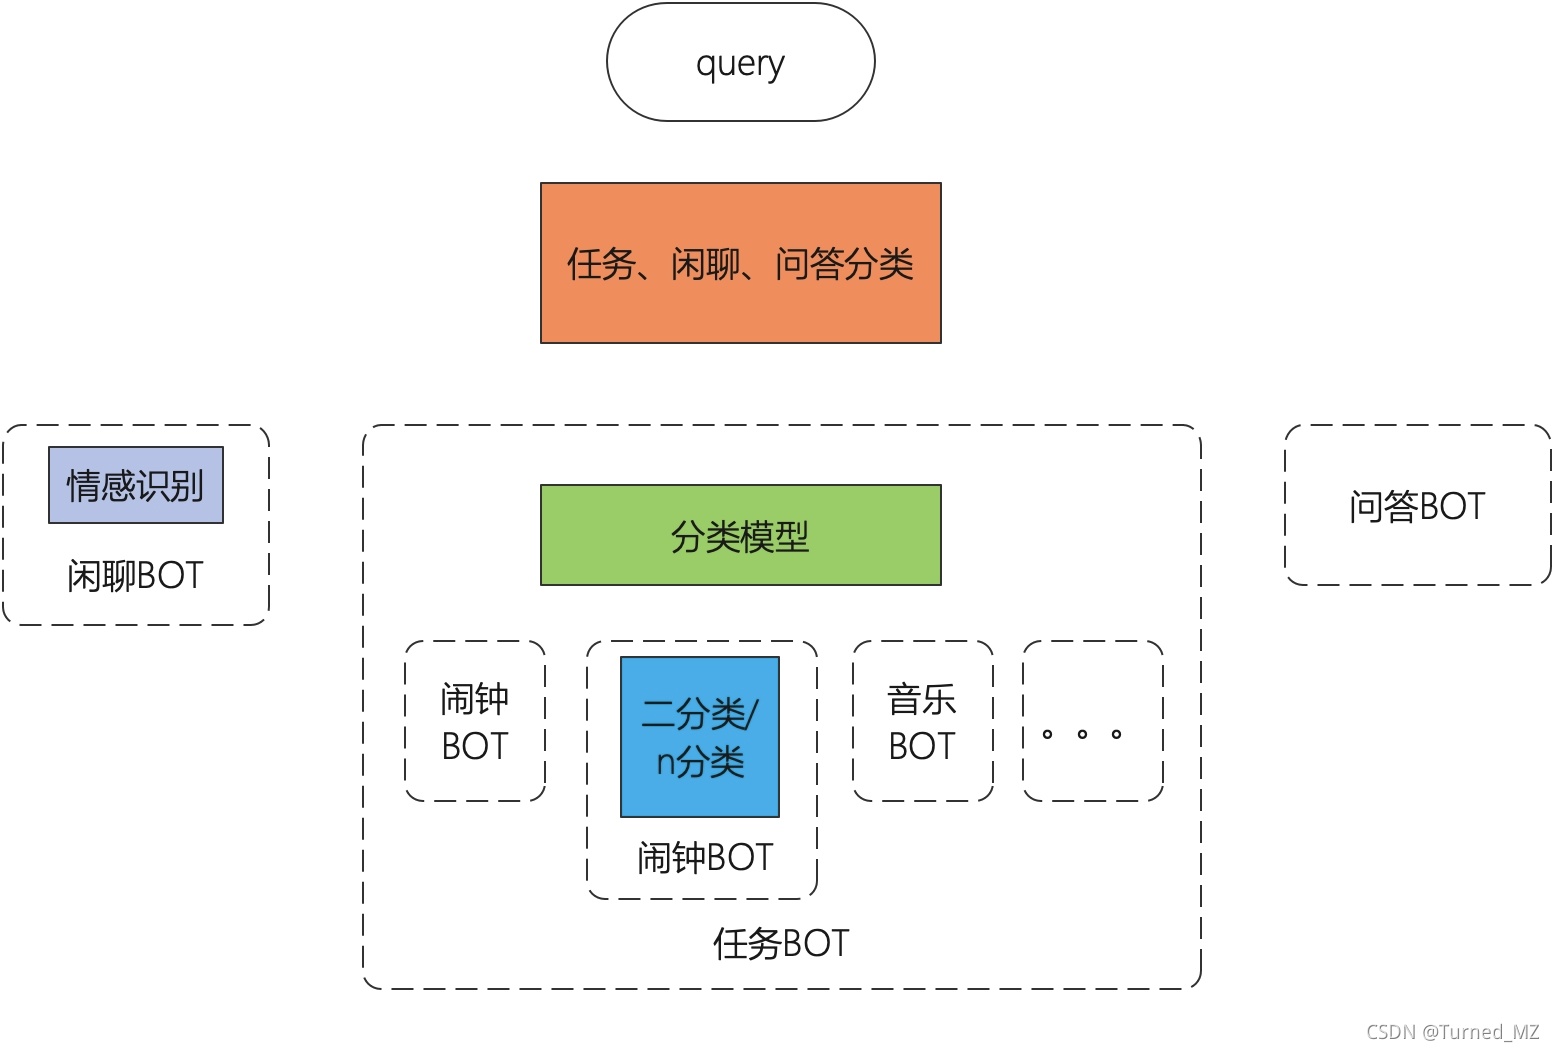 query
任务、闲聊、问答分类
情感识别
闲聊BOT
分类模型
闹钟
BOT
二分类/
n分类
闹钟BOT
音乐
BOT
。。。
任务BOT
问答BOT
CSDN @Turned_MZ